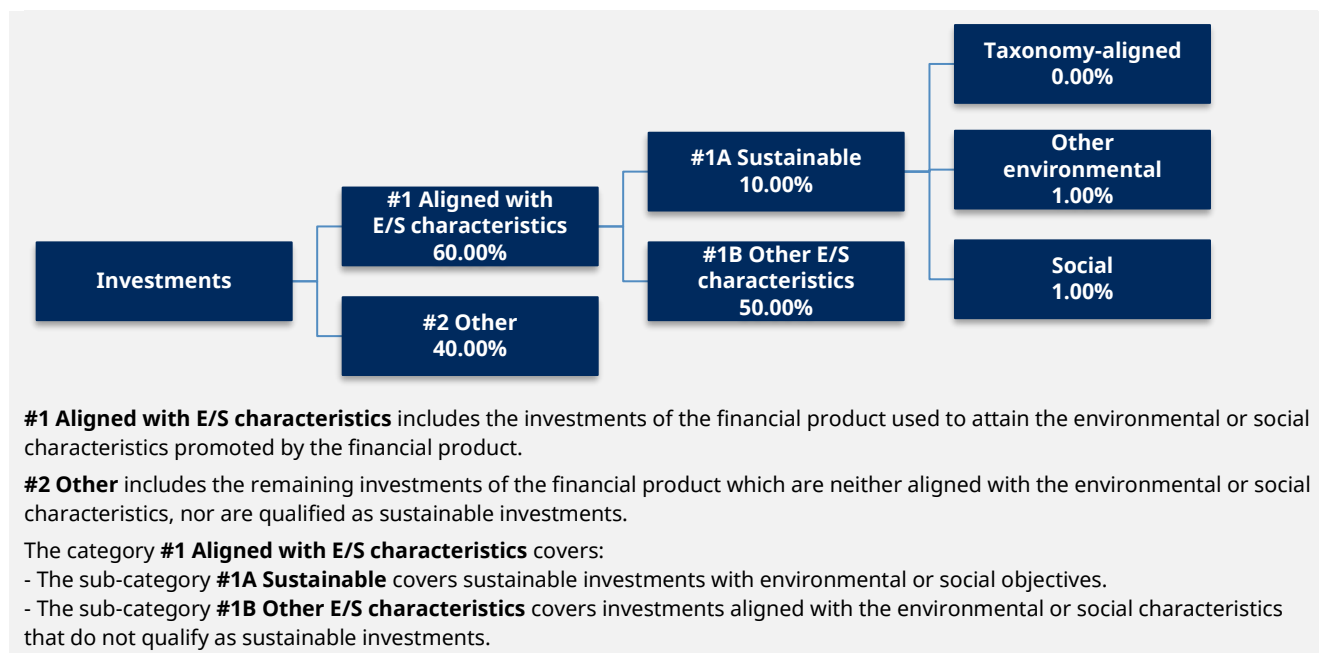 Investments
#1 Aligned with
E/S characteristics
60.00%
#2 Other
40.00%
#1A Sustainable
10.00%
#1B Other E/S
characteristics
50.00%
Taxonomy-aligned
0.00%
Other
environmental
1.00%
Social
1.00%
#1 Aligned with E/S characteristics includes the investments of the financial product used to attain the environmental or social
characteristics promoted by the financial product.
#2 Other includes the remaining investments of the financial product which are neither aligned with the environmental or social
characteristics, nor are qualified as sustainable investments.
The category #1 Aligned with E/S characteristics covers:
- The sub-category #1A Sustainable covers sustainable investments with environmental or social objectives.
- The sub-category #1B Other E/S characteristics covers investments aligned with the environmental or social characteristics
that do not qualify as sustainable investments.